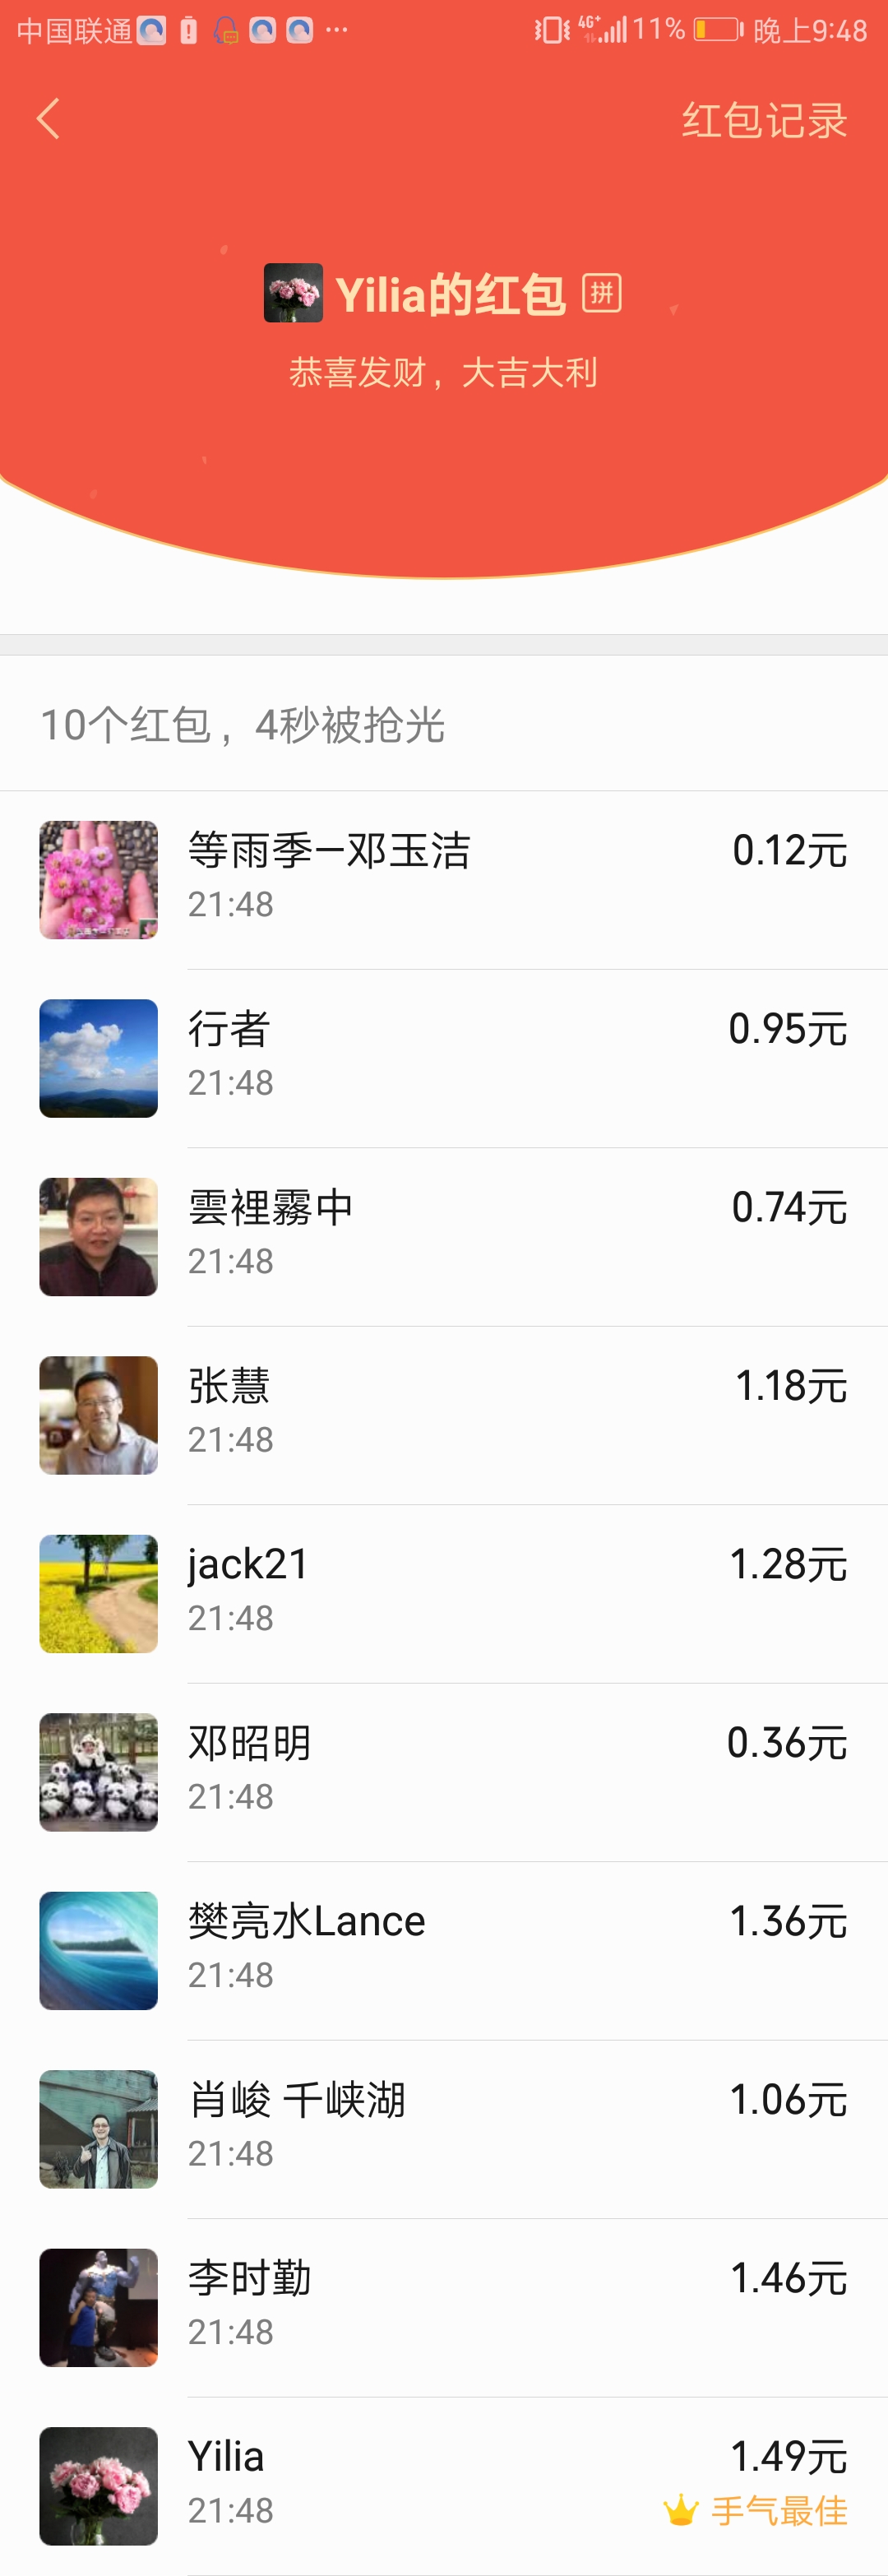 中国联通 4G+ 11% 晚上9:48
红包记录
Yilia的红包 拼
恭喜发财，大吉大利
10个红包，4秒被抢光
等雨季—邓玉洁 0.12元
21:48
行者 0.95元
21:48
雲裡霧中 0.74元
21:48
张慧 1.18元
21:48
jack21 1.28元
21:48
邓昭明 0.36元
21:48
樊亮水Lance 1.36元
21:48
肖峻 千峡湖 1.06元
21:48
李时勤 1.46元
21:48
Yilia 1.49元
21:48 手气最佳